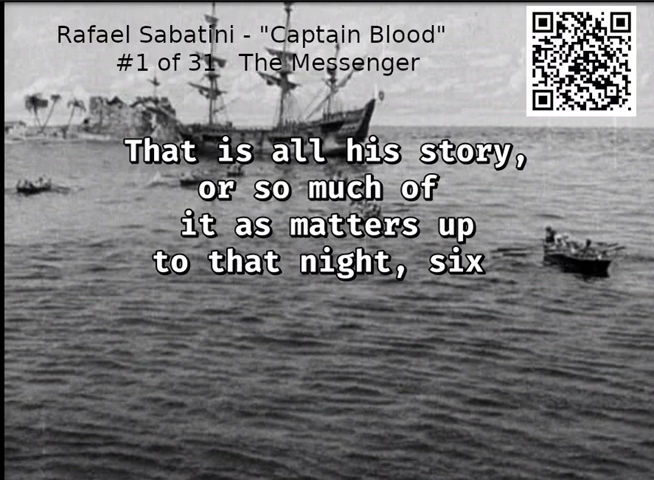 Rafael Sabatini - "Captain Blood"
#1 of 31 The Messenger
That is all his story,
or so much of
it as matters up
to that night, six